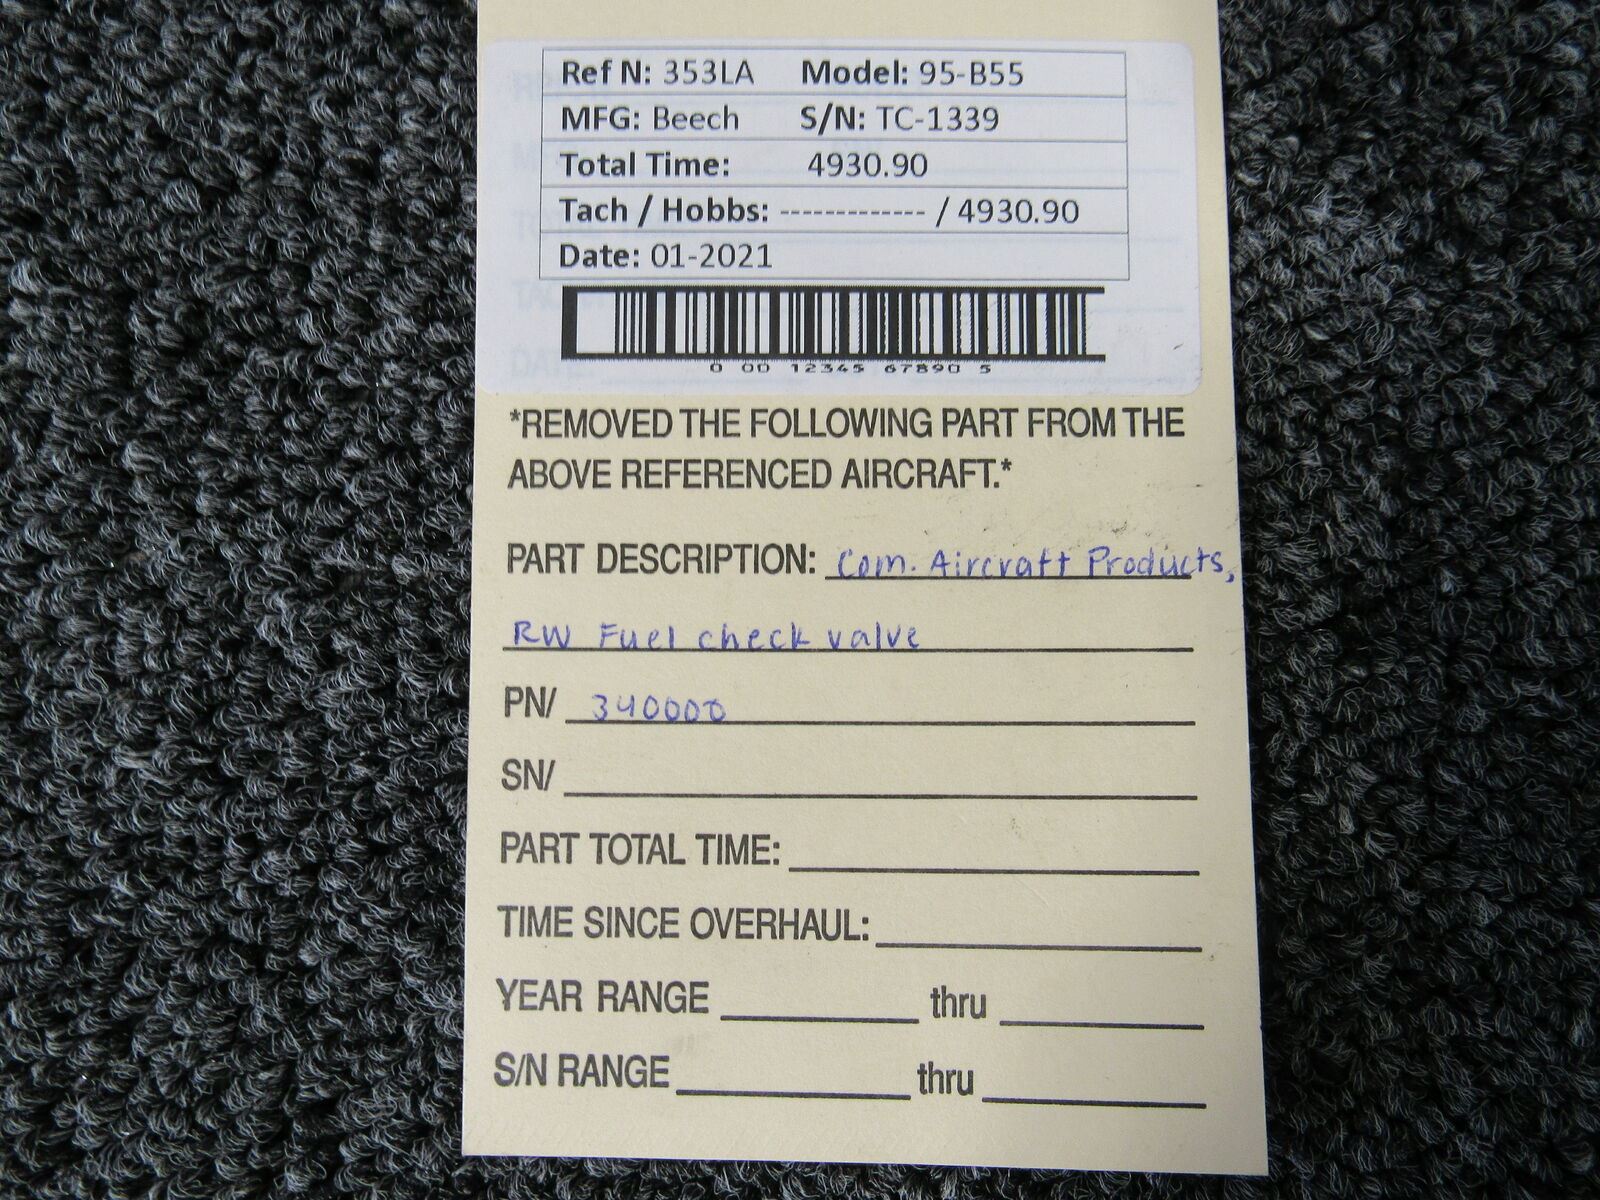 Ref N: 353LA Model: 95-B55
MFG: Beech S/N: TC-1339
Total Time: 4930.90
Tach / Hobbs: ------------- / 4930.90
Date: 01-2021
0 00 12345 67890 5
*REMOVED THE FOLLOWING PART FROM THE
ABOVE REFERENCED AIRCRAFT.*
PART DESCRIPTION: Com. Aircraft Products,
RW Fuel check valve
PN/ 340000
SN/
PART TOTAL TIME:
TIME SINCE OVERHAUL:
YEAR RANGE thru
S/N RANGE thru